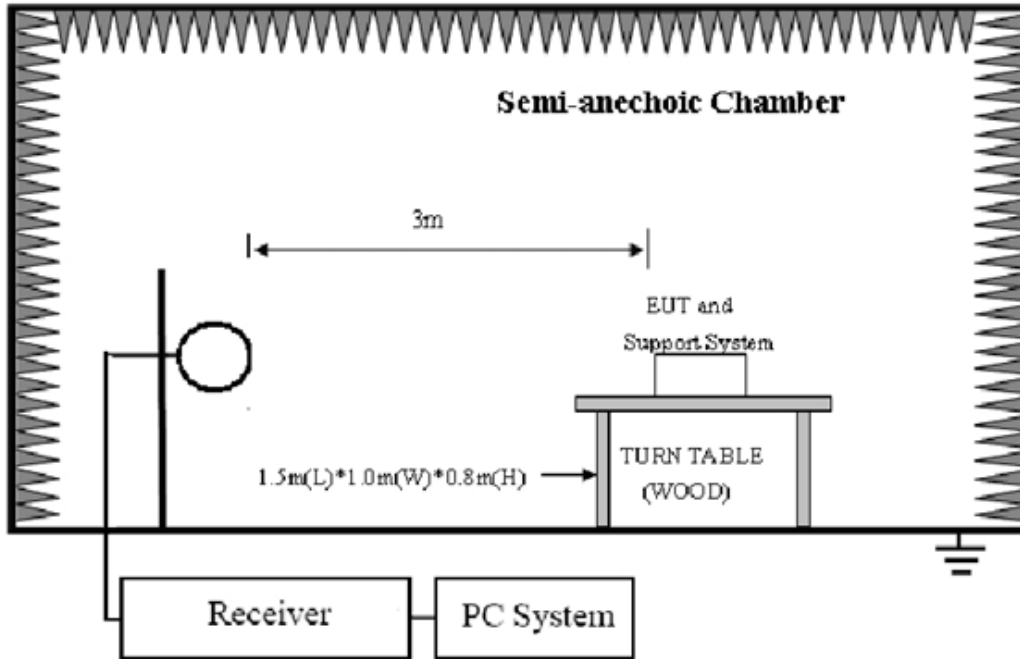 Semi-anechoic Chamber
3m
EUT and
Support System
1.5m(L)*1.0m(W)*0.8m(H)
TURN TABLE
(WOOD)
Receiver
PC System